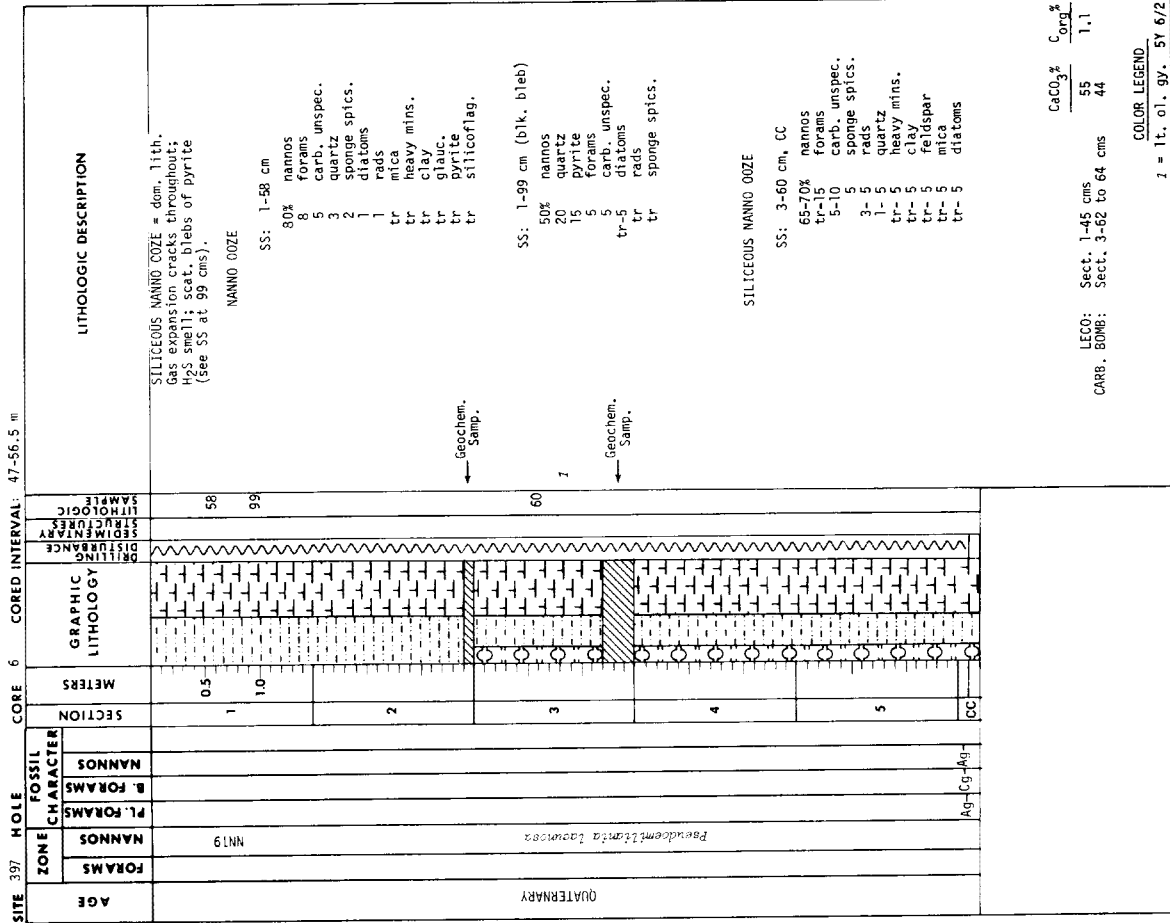 SITE 397 HOLE CORE 6 CORED INTERVAL: 47-56.5 m
AGE
ZONE
FORAMS
NANNOS
FOSSIL
CHARACTER
PL. FORAMS
B. FORAMS
NANNOS
SECTION
METERS
GRAPHIC
LITHOLOGY
DRILLING
DISTURBANCE
SEDIMENTARY
STRUCTURES
LITHOLOGIC
SAMPLE
LITHOLOGIC DESCRIPTION
QUATERNARY
NN19
Pseudoemiliania lacunosa
Ag-Cg-Ag-
1
2
3
4
5
CC
0.5
1.0
58
99
60
SILICEOUS NANNO OOZE = dom. lith.
Gas expansion cracks throughout;
H2S smell; scat. blebs of pyrite
(see SS at 99 cms).
NANNO OOZE
SS: 1-58 cm
80% nannos
8 forams
5 carb. unspec.
3 quartz
2 sponge spics.
1 diatoms
1 rads
tr mica
tr heavy mins.
tr clay
tr glauc.
tr pyrite
tr silicoflag.
Geochem.
Samp.
SS: 1-99 cm (blk. bleb)
50% nannos
20 quartz
15 pyrite
5 forams
5 carb. unspec.
tr-5 diatoms
tr rads
tr sponge spics.
1
Geochem.
Samp.
SILICEOUS NANNO OOZE
SS: 3-60 cm, CC
65-70% nannos
tr-15 forams
5-10 carb. unspec.
5 sponge spics.
3- 5 rads
1- 5 quartz
tr- 5 heavy mins.
tr- 5 clay
tr- 5 feldspar
tr- 5 mica
tr- 5 diatoms
CaCO3% Corg%
LECO: Sect. 1-45 cms 55 1.1
CARB. BOMB: Sect. 3-62 to 64 cms 44
COLOR LEGEND
1 = lt. ol. gy. 5Y 6/2